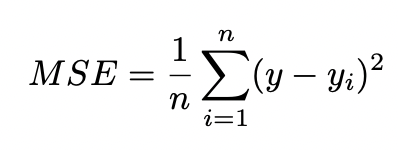 MSE = \frac{1}{n} \sum_{i=1}^{n} (y - y_i)^2